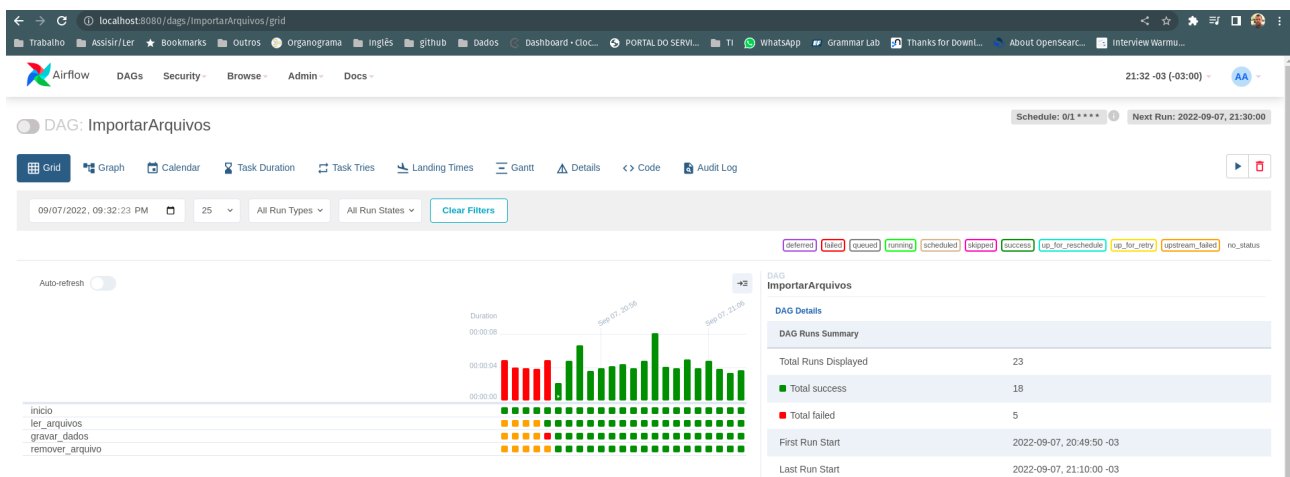 localhost:8080/dags/ImportarArquivos/grid
Trabalho Assisir/Ler Bookmarks Outros Organograma Inglês github Dados Dashboard • Cloc... PORTAL DO SERVI... TI WhatsApp Grammar Lab Thanks for Downl... About OpenSearc... Interview Warmu...
Airflow DAGs Security Browse Admin Docs 21:32 -03 (-03:00) AA
DAG: ImportarArquivos Schedule: 0/1 * * * * Next Run: 2022-09-07, 21:30:00
Grid Graph Calendar Task Duration Task Tries Landing Times Gantt Details <> Code Audit Log
09/07/2022, 09:32:23 PM 25 All Run Types All Run States Clear Filters
deferred failed queued running scheduled skipped success up_for_reschedule up_for_retry upstream_failed no_status
Auto-refresh
Duration
Sep 07, 20:56
Sep 07, 21:06
00:00:08
00:00:04
00:00:00
inicio
ler_arquivos
gravar_dados
remover_arquivo
DAG
ImportarArquivos
DAG Details
DAG Runs Summary
Total Runs Displayed 23
Total success 18
Total failed 5
First Run Start 2022-09-07, 20:49:50 -03
Last Run Start 2022-09-07, 21:10:00 -03